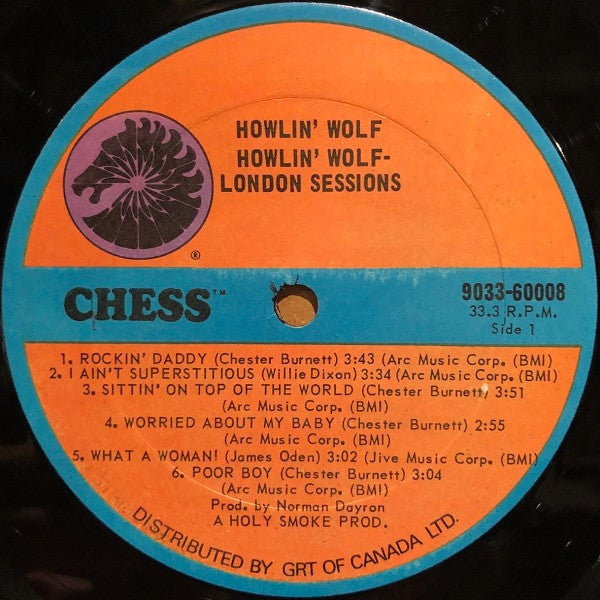 HOWLIN' WOLF
HOWLIN' WOLF-
LONDON SESSIONS
®
CHESS™
9033-60008
33.3 R.P.M.
Side 1
1. ROCKIN' DADDY (Chester Burnett) 3:43 (Arc Music Corp. (BMI)
2. I AIN'T SUPERSTITIOUS (Willie Dixon) 3:34 (Arc Music Corp. (BMI)
3. SITTIN' ON TOP OF THE WORLD (Chester Burnett) 3:51
(Arc Music Corp. (BMI)
4. WORRIED ABOUT MY BABY (Chester Burnett) 2:55
(Arc Music Corp. (BMI)
5. WHAT A WOMAN! (James Oden) 3:02 (Jive Music Corp. (BMI)
6. POOR BOY (Chester Burnett) 3:04
(Arc Music Corp. (BMI)
Prod. by Norman Dayron
A HOLY SMOKE PROD.
DISTRIBUTED BY GRT OF CANADA LTD.